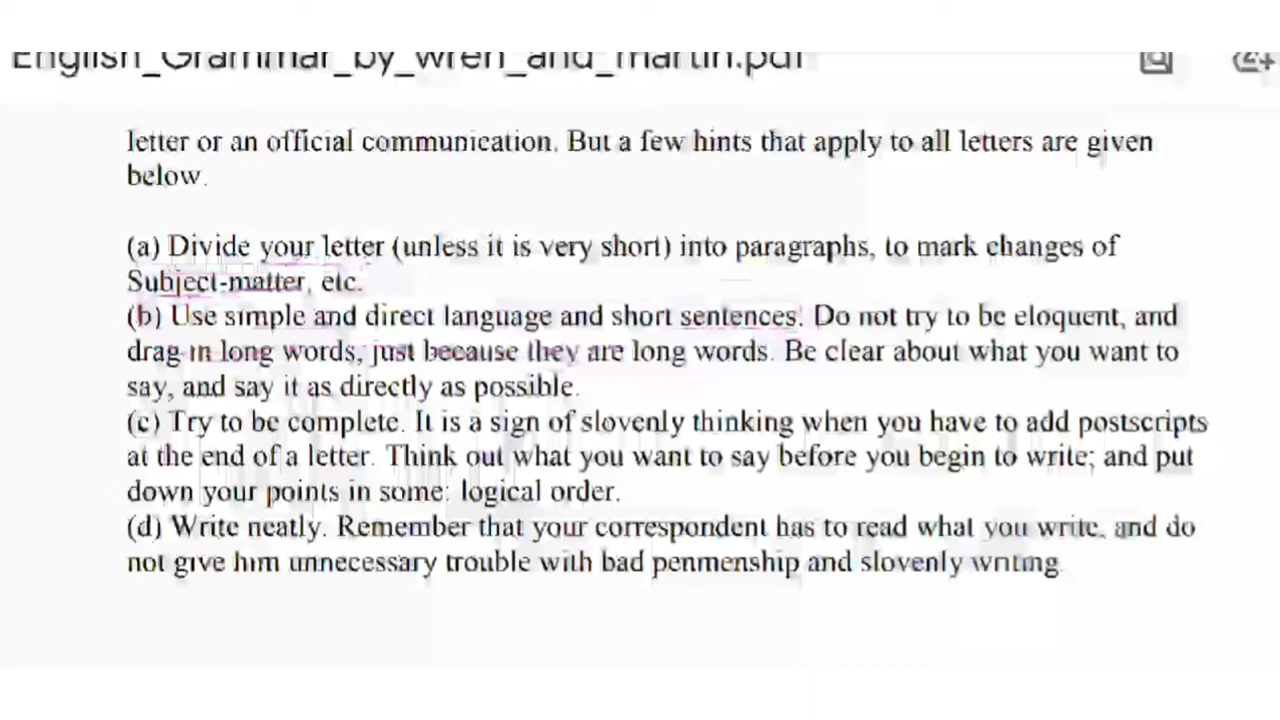 English_Grammar_by_wren_and_martin.pdf
letter or an official communication. But a few hints that apply to all letters are given
below.
(a) Divide your letter (unless it is very short) into paragraphs, to mark changes of
Subject-matter, etc.
(b) Use simple and direct language and short sentences. Do not try to be eloquent, and
drag in long words, just because they are long words. Be clear about what you want to
say, and say it as directly as possible.
(c) Try to be complete. It is a sign of slovenly thinking when you have to add postscripts
at the end of a letter. Think out what you want to say before you begin to write; and put
down your points in some: logical order.
(d) Write neatly. Remember that your correspondent has to read what you write, and do
not give him unnecessary trouble with bad penmenship and slovenly writing.